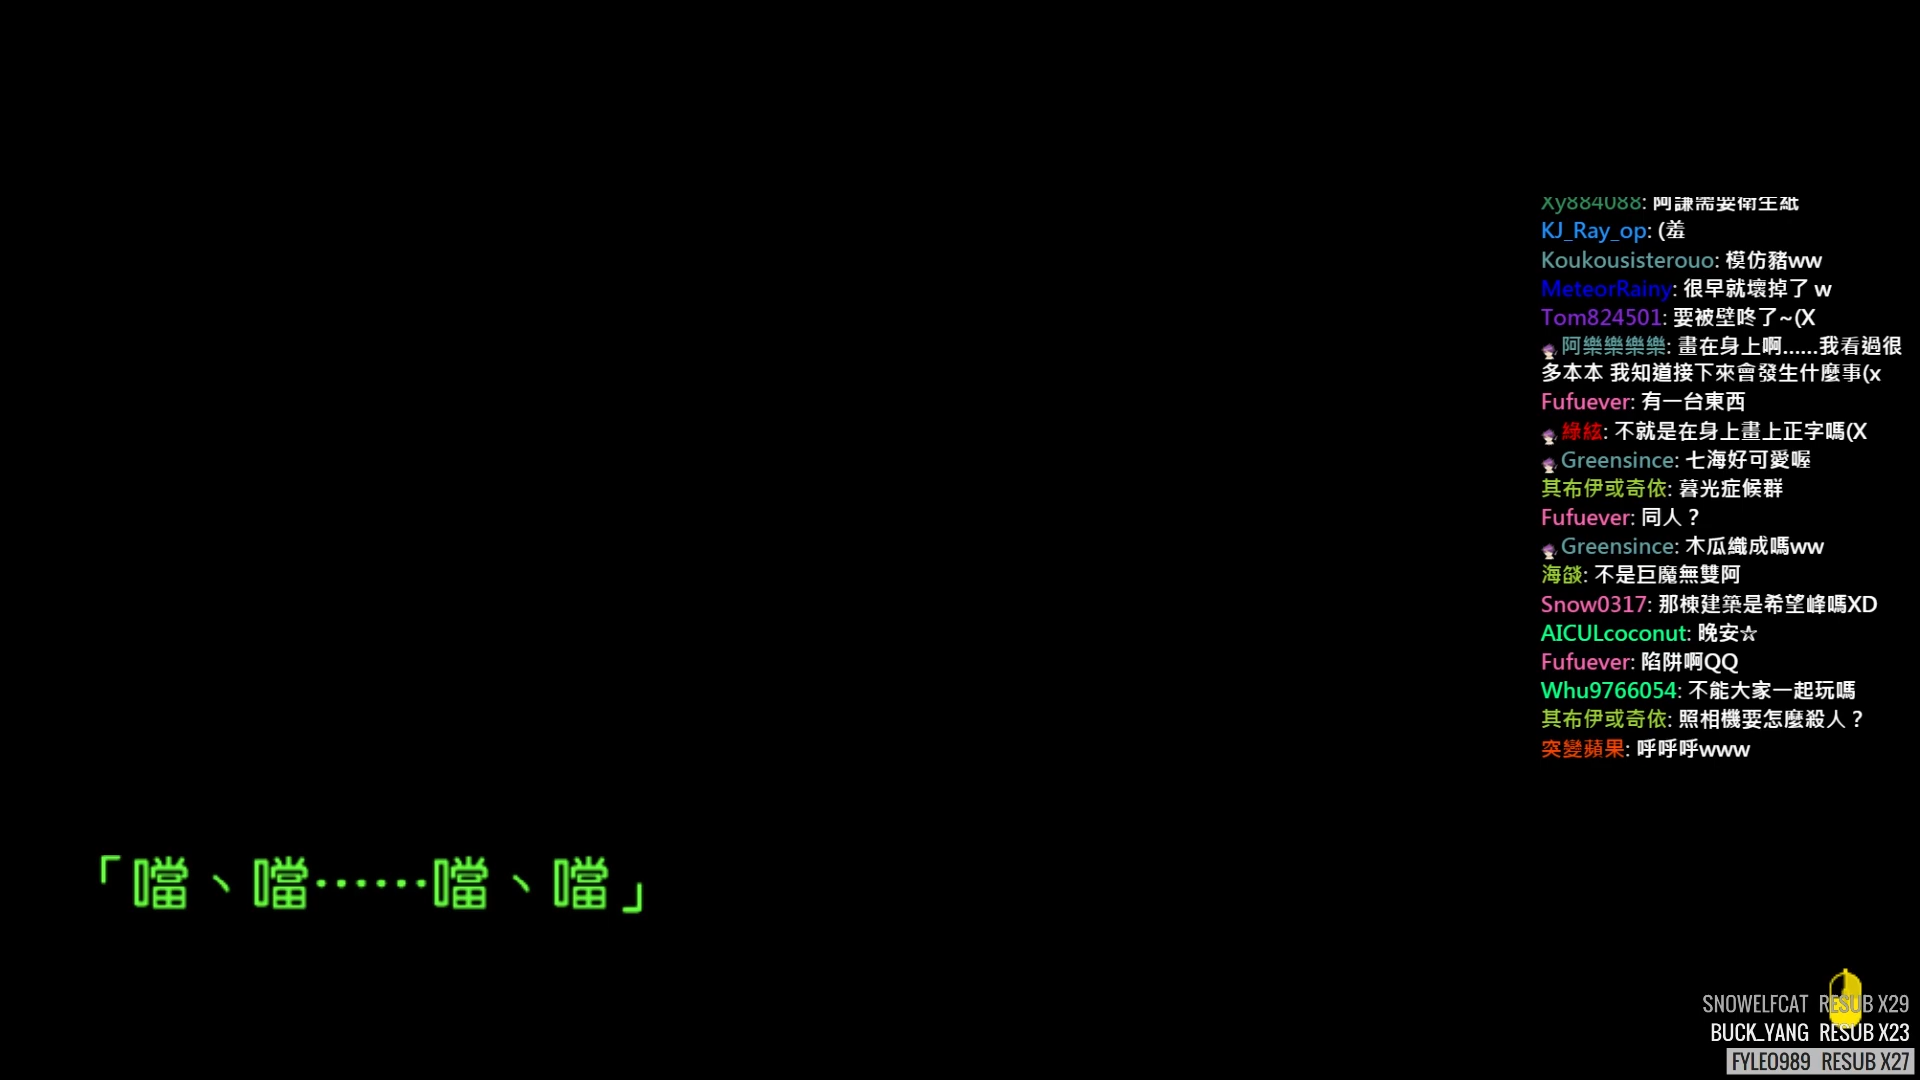 Xy884088: 阿謙需要衛生紙
KJ_Ray_op: (羞
Koukousisterouo: 模仿豬ww
MeteorRainy: 很早就壞掉了 w
Tom824501: 要被壁咚了~(X
阿樂樂樂樂: 畫在身上啊......我看過很
多本本 我知道接下來會發生什麼事(x
Fufuever: 有一台東西
綠絃: 不就是在身上畫上正字嗎(X
Greensince: 七海好可愛喔
其布伊或奇依: 暮光症候群
Fufuever: 同人？
Greensince: 木瓜織成嗎ww
海燄: 不是巨魔無雙阿
Snow0317: 那棟建築是希望峰嗎XD
AICULcoconut: 晚安☆
Fufuever: 陷阱啊QQ
Whu9766054: 不能大家一起玩嗎
其布伊或奇依: 照相機要怎麼殺人？
突變蘋果: 呼呼呼www
「噹、噹……噹、噹」
SNOWELFCAT RESUB X29
BUCK_YANG RESUB X23
FYLEO989 RESUB X27